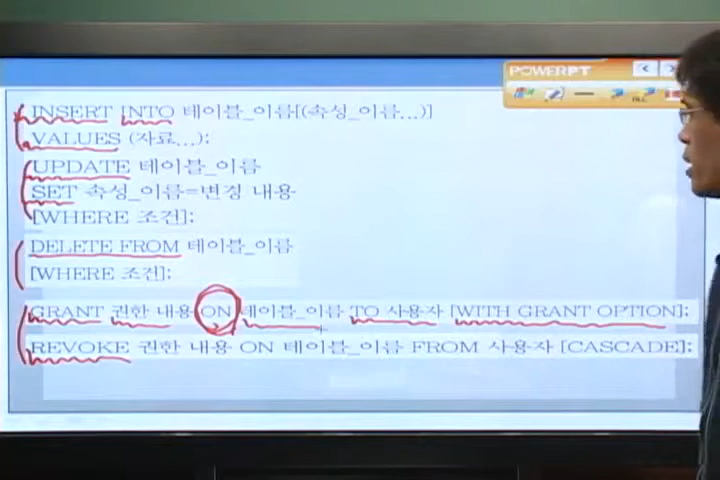 POWERPT
INSERT INTO 테이블_이름[(속성_이름...)]
VALUES (자료...);
UPDATE 테이블_이름
SET 속성_이름=변경 내용
[WHERE 조건];
DELETE FROM 테이블_이름
[WHERE 조건];
GRANT 권한 내용 ON 테이블_이름 TO 사용자 [WITH GRANT OPTION];
REVOKE 권한 내용 ON 테이블_이름 FROM 사용자 [CASCADE];